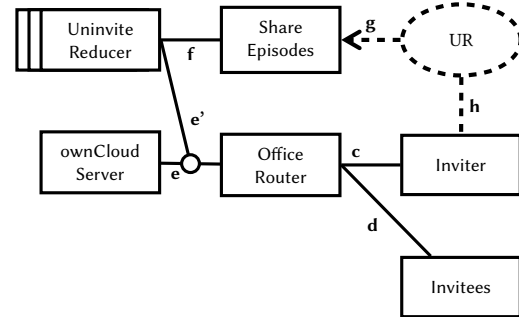 Uninvite
Reducer
f
Share
Episodes
g
UR
h
e’
ownCloud
Server
e
Office
Router
c
Inviter
d
Invitees